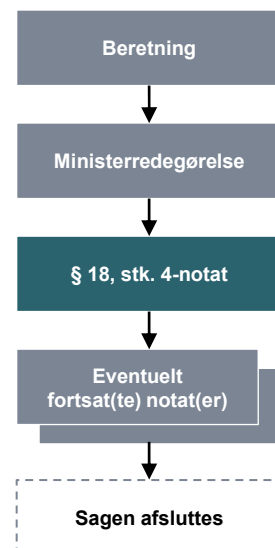 Beretning
Ministerredegørelse
§ 18, stk. 4-notat
Eventuelt
fortsat(te) notat(er)
Sagen afsluttes